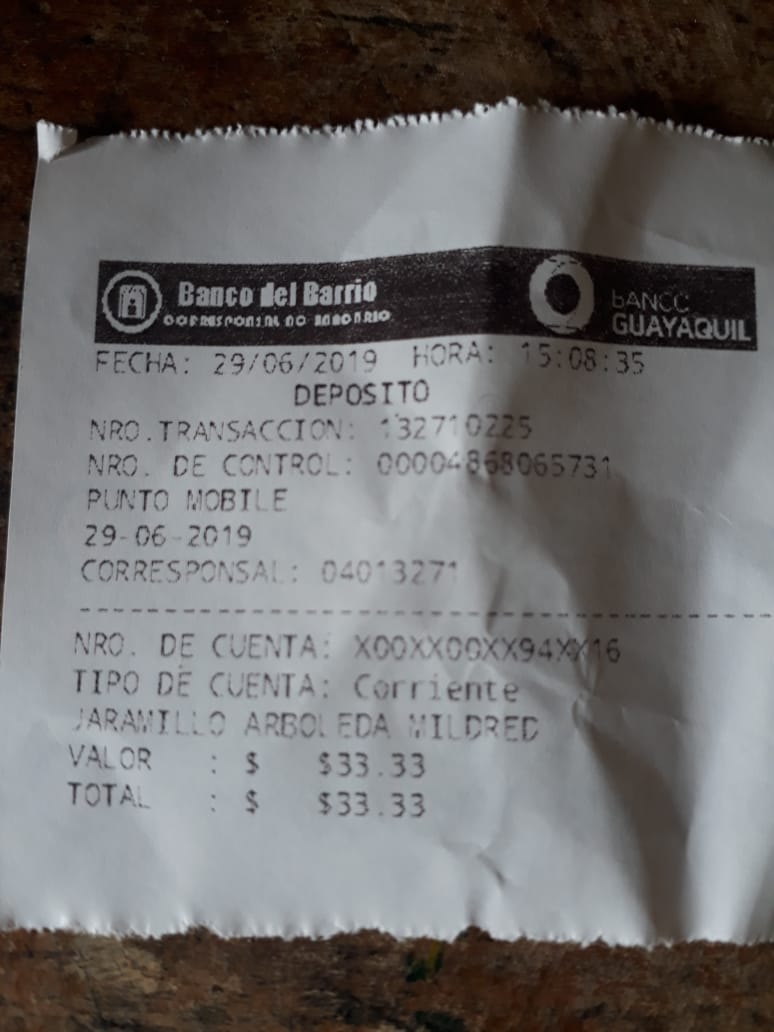 Banco del Barrio
CORRESPONSAL NO BANCARIO
BANCO
GUAYAQUIL
FECHA: 29/06/2019 HORA: 15:08:35
DEPOSITO
NRO.TRANSACCION: 132710225
NRO. DE CONTROL: 00004868065731
PUNTO MOBILE
29-06-2019
CORRESPONSAL: 04013271
NRO. DE CUENTA: X00XX00XX94XX16
TIPO DE CUENTA: Corriente
JARAMILLO ARBOLEDA MILDRED
VALOR : $ $33.33
TOTAL : $ $33.33